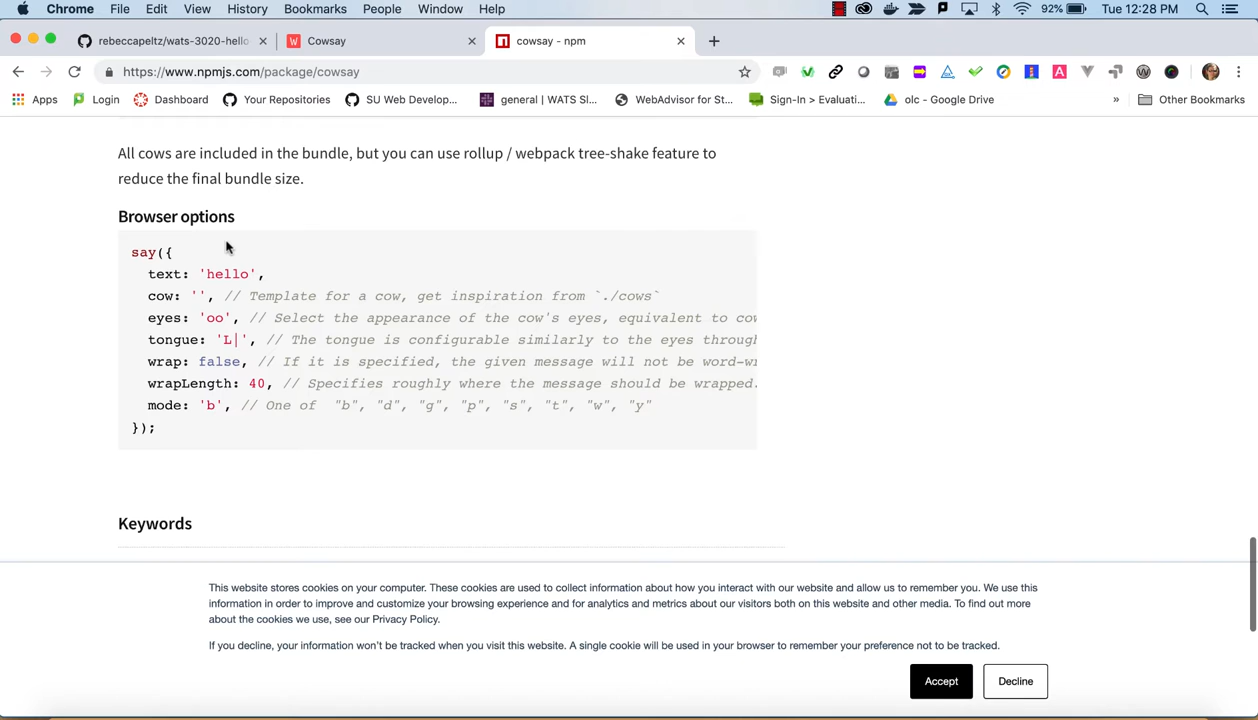 Chrome File Edit View History Bookmarks People Window Help 92% Tue 12:28 PM
rebeccapeltz/wats-3020-hello
Cowsay
cowsay - npm
https://www.npmjs.com/package/cowsay
Apps Login Dashboard Your Repositories SU Web Develop... general | WATS Sl... WebAdvisor for St... Sign-In > Evaluati... olc - Google Drive » Other Bookmarks
All cows are included in the bundle, but you can use rollup / webpack tree-shake feature to
reduce the final bundle size.
Browser options
say({
text: 'hello',
cow: '', // Template for a cow, get inspiration from `./cows`
eyes: 'oo', // Select the appearance of the cow's eyes, equivalent to cow
tongue: 'L|', // The tongue is configurable similarly to the eyes through
wrap: false, // If it is specified, the given message will not be word-wr
wrapLength: 40, // Specifies roughly where the message should be wrapped.
mode: 'b', // One of "b", "d", "g", "p", "s", "t", "w", "y"
});
Keywords
This website stores cookies on your computer. These cookies are used to collect information about how you interact with our website and allow us to remember you. We use this
information in order to improve and customize your browsing experience and for analytics and metrics about our visitors both on this website and other media. To find out more
about the cookies we use, see our Privacy Policy.
If you decline, your information won't be tracked when you visit this website. A single cookie will be used in your browser to remember your preference not to be tracked.
Accept Decline